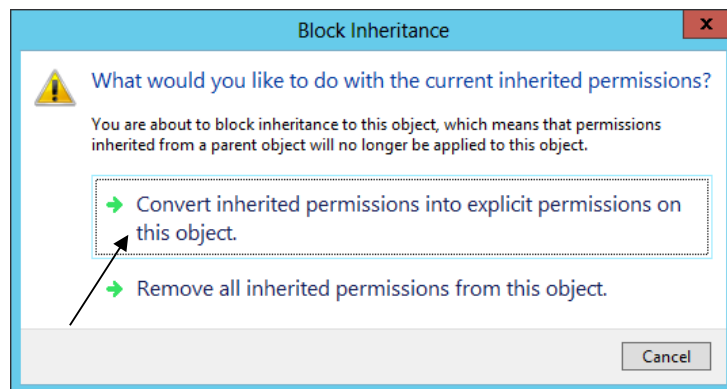 Block Inheritance
x
What would you like to do with the current inherited permissions?
You are about to block inheritance to this object, which means that permissions
inherited from a parent object will no longer be applied to this object.
Convert inherited permissions into explicit permissions on
this object.
Remove all inherited permissions from this object.
Cancel